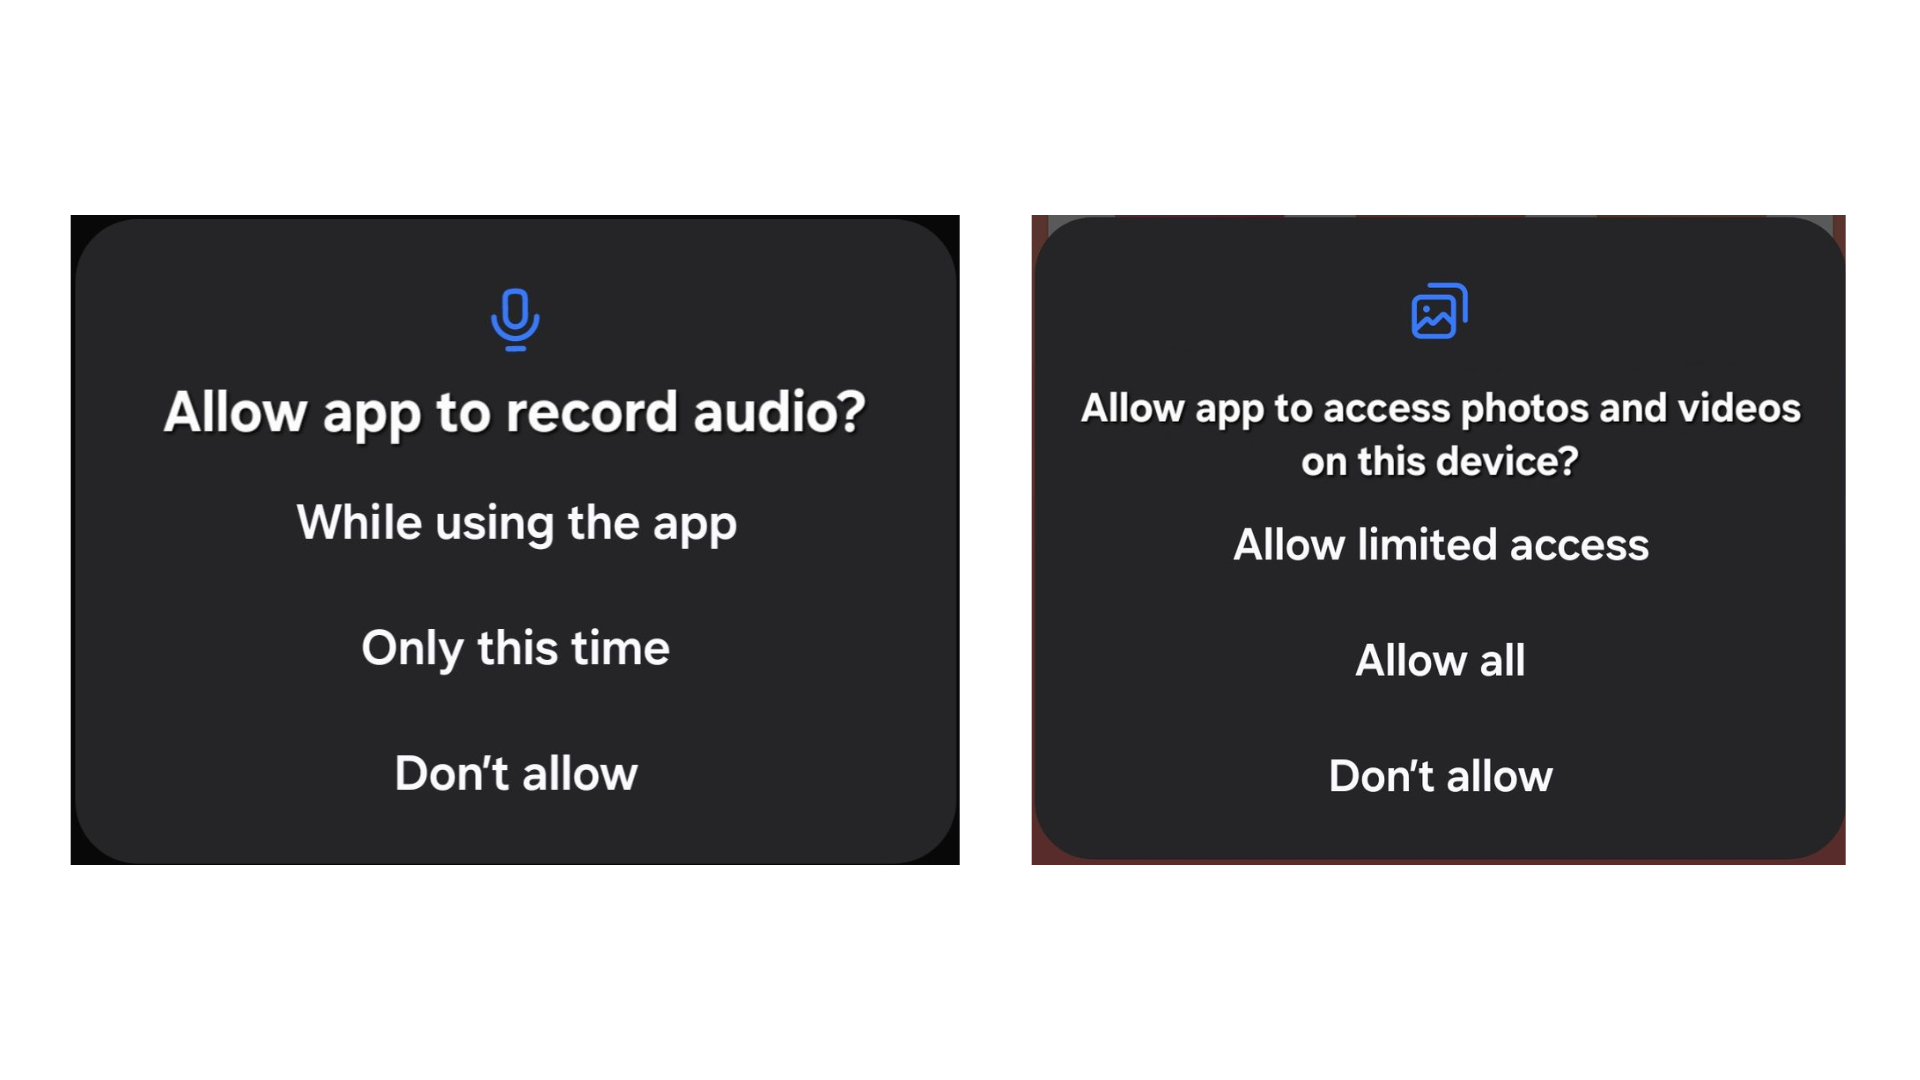 Allow app to record audio?
While using the app
Only this time
Don't allow
Allow app to access photos and videos
on this device?
Allow limited access
Allow all
Don't allow